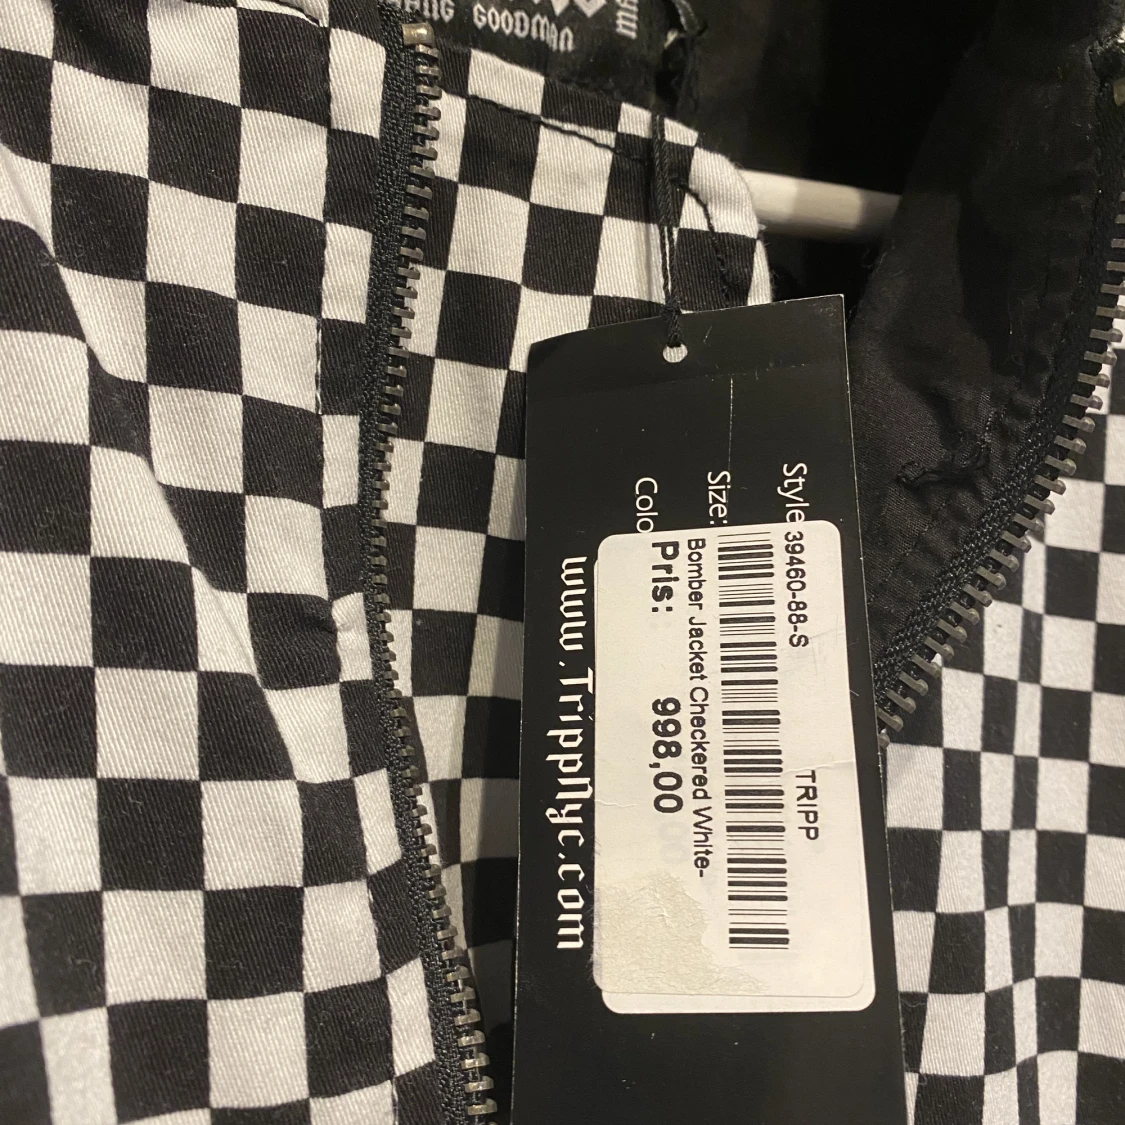 GOODMAN
Style
Size:
Colo
39460-88-S TRIPP
Bomber Jacket Checkered White-
Pris: 998,00
www.TrippNyc.com